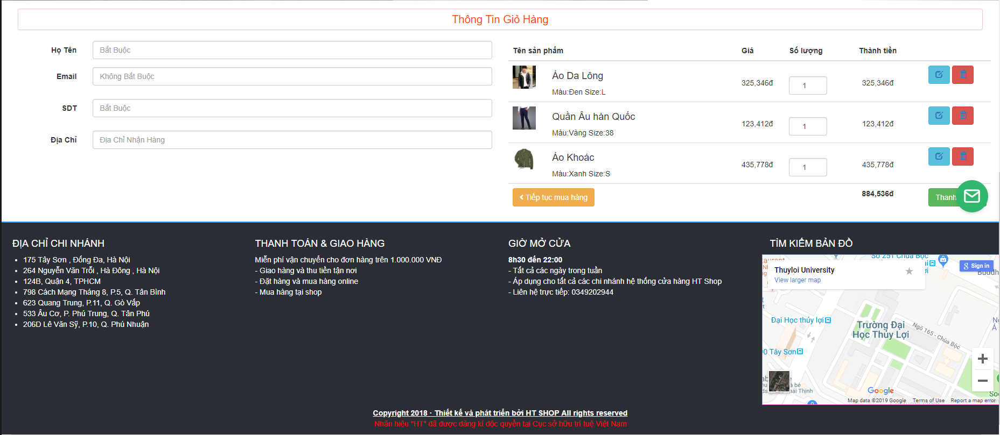 Thông Tin Giỏ Hàng
Họ Tên
Bắt Buộc
Email
Không Bắt Buộc
SDT
Bắt Buộc
Địa Chỉ
Địa Chỉ Nhận Hàng
Tên sản phẩm Giá Số lượng Thành tiền
Áo Da Lông
Màu:Đen Size:L
325,346đ 1 325,346đ
Quần Âu hàn Quốc
Màu:Vàng Size:38
123,412đ 1 123,412đ
Áo Khoác
Màu:Xanh Size:S
435,778đ 1 435,778đ
Tiếp tục mua hàng 884,536đ Thanh
ĐỊA CHỈ CHI NHÁNH
175 Tây Sơn , Đống Đa, Hà Nội
264 Nguyễn Văn Trỗi , Hà Đông , Hà Nội
124B, Quận 4, TPHCM
798 Cách Mạng Tháng 8, P.5, Q. Tân Bình
623 Quang Trung, P.11, Q. Gò Vấp
533 Âu Cơ, P. Phú Trung, Q. Tân Phú
206D Lê Văn Sỹ, P.10, Q. Phú Nhuận
THANH TOÁN & GIAO HÀNG
Miễn phí vận chuyển cho đơn hàng trên 1.000.000 VNĐ
- Giao hàng và thu tiền tận nơi
- Đặt hàng và mua hàng online
- Mua hàng tại shop
GIỜ MỞ CỬA
8h30 đến 22:00
- Tất cả các ngày trong tuần
- Áp dụng cho tất cả các chi nhánh hệ thống cửa hàng HT Shop
- Liên hệ trực tiếp: 0349202944
TÌM KIẾM BẢN ĐỒ
Số 251 Chùa Bộc
Thuyloi University
View larger map
Sign in
Đại Học thủy lợi
Trường Đại
Học Thủy Lợi
Ngõ 165 - Chùa Bộc
90 Tây Sơn
Google
Map data ©2019 Google Terms of Use Report a map error
Copyright 2018 · Thiết kế và phát triển bởi HT SHOP All rights reserved
Nhãn hiệu "HT" đã được đăng kí độc quyền tại Cục sở hữu trí tuệ Việt Nam